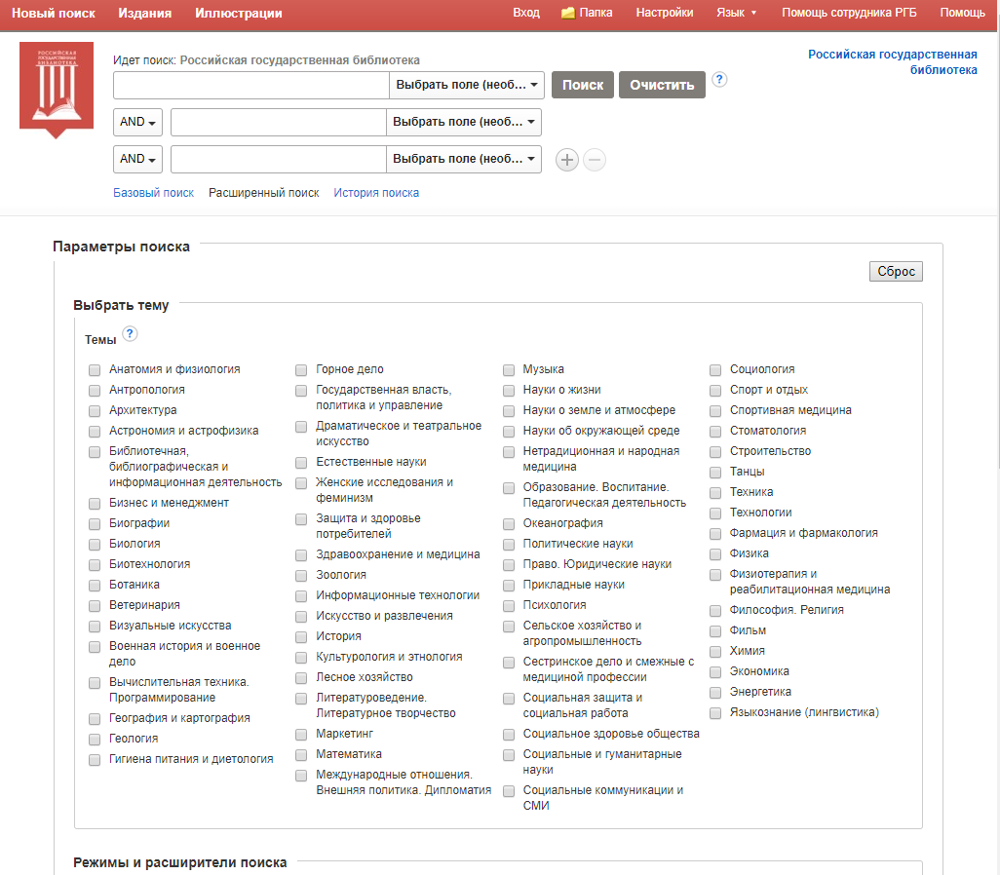 Новый поиск Издания Иллюстрации Вход Папка Настройки Язык Помощь сотрудника РГБ Помощь
РОССИЙСКАЯ
ГОСУДАРСТВЕННАЯ
БИБЛИОТЕКА
Идет поиск: Российская государственная библиотека
Российская государственная
библиотека
Выбрать поле (необ... Поиск Очистить ?
AND Выбрать поле (необ...
AND Выбрать поле (необ...
Базовый поиск Расширенный поиск История поиска
Параметры поиска
Сброс
Выбрать тему
Темы ?
Анатомия и физиология
Антропология
Архитектура
Астрономия и астрофизика
Библиотечная,
библиографическая и
информационная деятельность
Бизнес и менеджмент
Биографии
Биология
Биотехнология
Ботаника
Ветеринария
Визуальные искусства
Военная история и военное
дело
Вычислительная техника.
Программирование
География и картография
Геология
Гигиена питания и диетология
Горное дело
Государственная власть,
политика и управление
Драматическое и театральное
искусство
Естественные науки
Женские исследования и
феминизм
Защита и здоровье
потребителей
Здравоохранение и медицина
Зоология
Информационные технологии
Искусство и развлечения
История
Культурология и этнология
Лесное хозяйство
Литературоведение.
Литературное творчество
Маркетинг
Математика
Международные отношения.
Внешняя политика. Дипломатия
Музыка
Науки о жизни
Науки о земле и атмосфере
Науки об окружающей среде
Нетрадиционная и народная
медицина
Образование. Воспитание.
Педагогическая деятельность
Океанография
Политические науки
Право. Юридические науки
Прикладные науки
Психология
Сельское хозяйство и
агропромышленность
Сестринское дело и смежные с
медициной профессии
Социальная защита и
социальная работа
Социальное здоровье общества
Социальные и гуманитарные
науки
Социальные коммуникации и
СМИ
Социология
Спорт и отдых
Спортивная медицина
Стоматология
Строительство
Танцы
Техника
Технологии
Фармация и фармакология
Физика
Физиотерапия и
реабилитационная медицина
Философия. Религия
Фильм
Химия
Экономика
Энергетика
Языкознание (лингвистика)
Режимы и расширители поиска